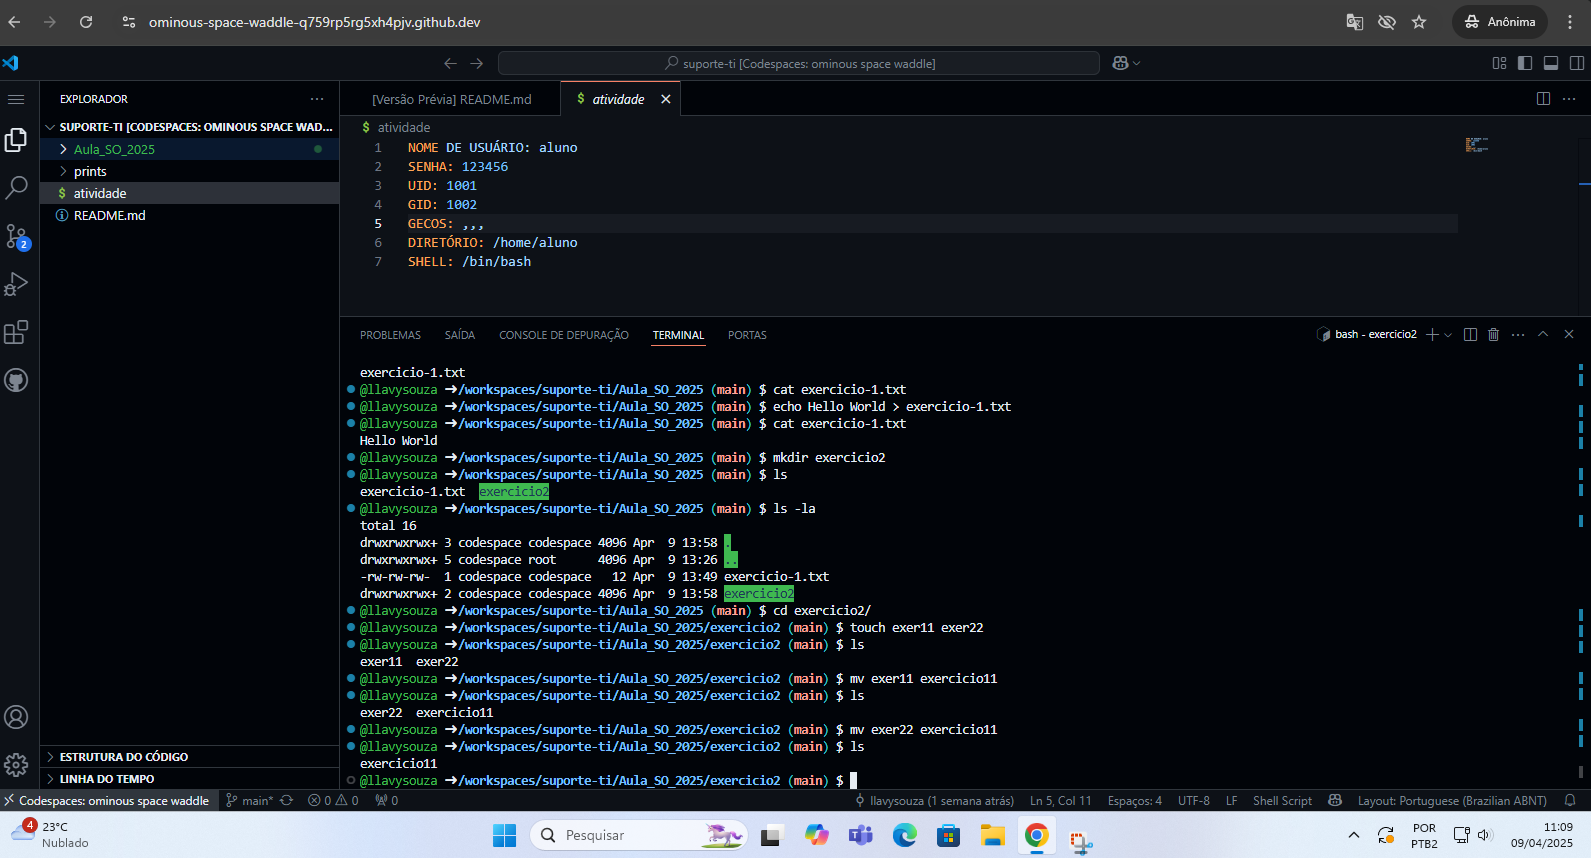 ominous-space-waddle-q759rp5rg5xh4pjv.github.dev
Anônima
suporte-ti [Codespaces: ominous space waddle]
EXPLORADOR
[Versão Prévia] README.md
$ atividade
SUPORTE-TI [CODESPACES: OMINOUS SPACE WAD...
Aula_SO_2025
prints
$ atividade
README.md
2
$ atividade
1 NOME DE USUÁRIO: aluno
2 SENHA: 123456
3 UID: 1001
4 GID: 1002
5 GECOS: ,,,
6 DIRETÓRIO: /home/aluno
7 SHELL: /bin/bash
PROBLEMAS SAÍDA CONSOLE DE DEPURAÇÃO TERMINAL PORTAS
bash - exercicio2
exercicio-1.txt
@llavysouza ➜/workspaces/suporte-ti/Aula_SO_2025 (main) $ cat exercicio-1.txt
@llavysouza ➜/workspaces/suporte-ti/Aula_SO_2025 (main) $ echo Hello World > exercicio-1.txt
@llavysouza ➜/workspaces/suporte-ti/Aula_SO_2025 (main) $ cat exercicio-1.txt
Hello World
@llavysouza ➜/workspaces/suporte-ti/Aula_SO_2025 (main) $ mkdir exercicio2
@llavysouza ➜/workspaces/suporte-ti/Aula_SO_2025 (main) $ ls
exercicio-1.txt exercicio2
@llavysouza ➜/workspaces/suporte-ti/Aula_SO_2025 (main) $ ls -la
total 16
drwxrwxrwx+ 3 codespace codespace 4096 Apr 9 13:58 .
drwxrwxrwx+ 5 codespace root 4096 Apr 9 13:26 ..
-rw-rw-rw- 1 codespace codespace 12 Apr 9 13:49 exercicio-1.txt
drwxrwxrwx+ 2 codespace codespace 4096 Apr 9 13:58 exercicio2
@llavysouza ➜/workspaces/suporte-ti/Aula_SO_2025 (main) $ cd exercicio2/
@llavysouza ➜/workspaces/suporte-ti/Aula_SO_2025/exercicio2 (main) $ touch exer11 exer22
@llavysouza ➜/workspaces/suporte-ti/Aula_SO_2025/exercicio2 (main) $ ls
exer11 exer22
@llavysouza ➜/workspaces/suporte-ti/Aula_SO_2025/exercicio2 (main) $ mv exer11 exercicio11
@llavysouza ➜/workspaces/suporte-ti/Aula_SO_2025/exercicio2 (main) $ ls
exer22 exercicio11
@llavysouza ➜/workspaces/suporte-ti/Aula_SO_2025/exercicio2 (main) $ mv exer22 exercicio11
@llavysouza ➜/workspaces/suporte-ti/Aula_SO_2025/exercicio2 (main) $ ls
exercicio11
@llavysouza ➜/workspaces/suporte-ti/Aula_SO_2025/exercicio2 (main) $
ESTRUTURA DO CÓDIGO
LINHA DO TEMPO
Codespaces: ominous space waddle main* 0 0 0 llavysouza (1 semana atrás) Ln 5, Col 11 Espaços: 4 UTF-8 LF Shell Script Layout: Portuguese (Brazilian ABNT)
4
23°C
Nublado
Pesquisar
POR
PTB2
11:09
09/04/2025